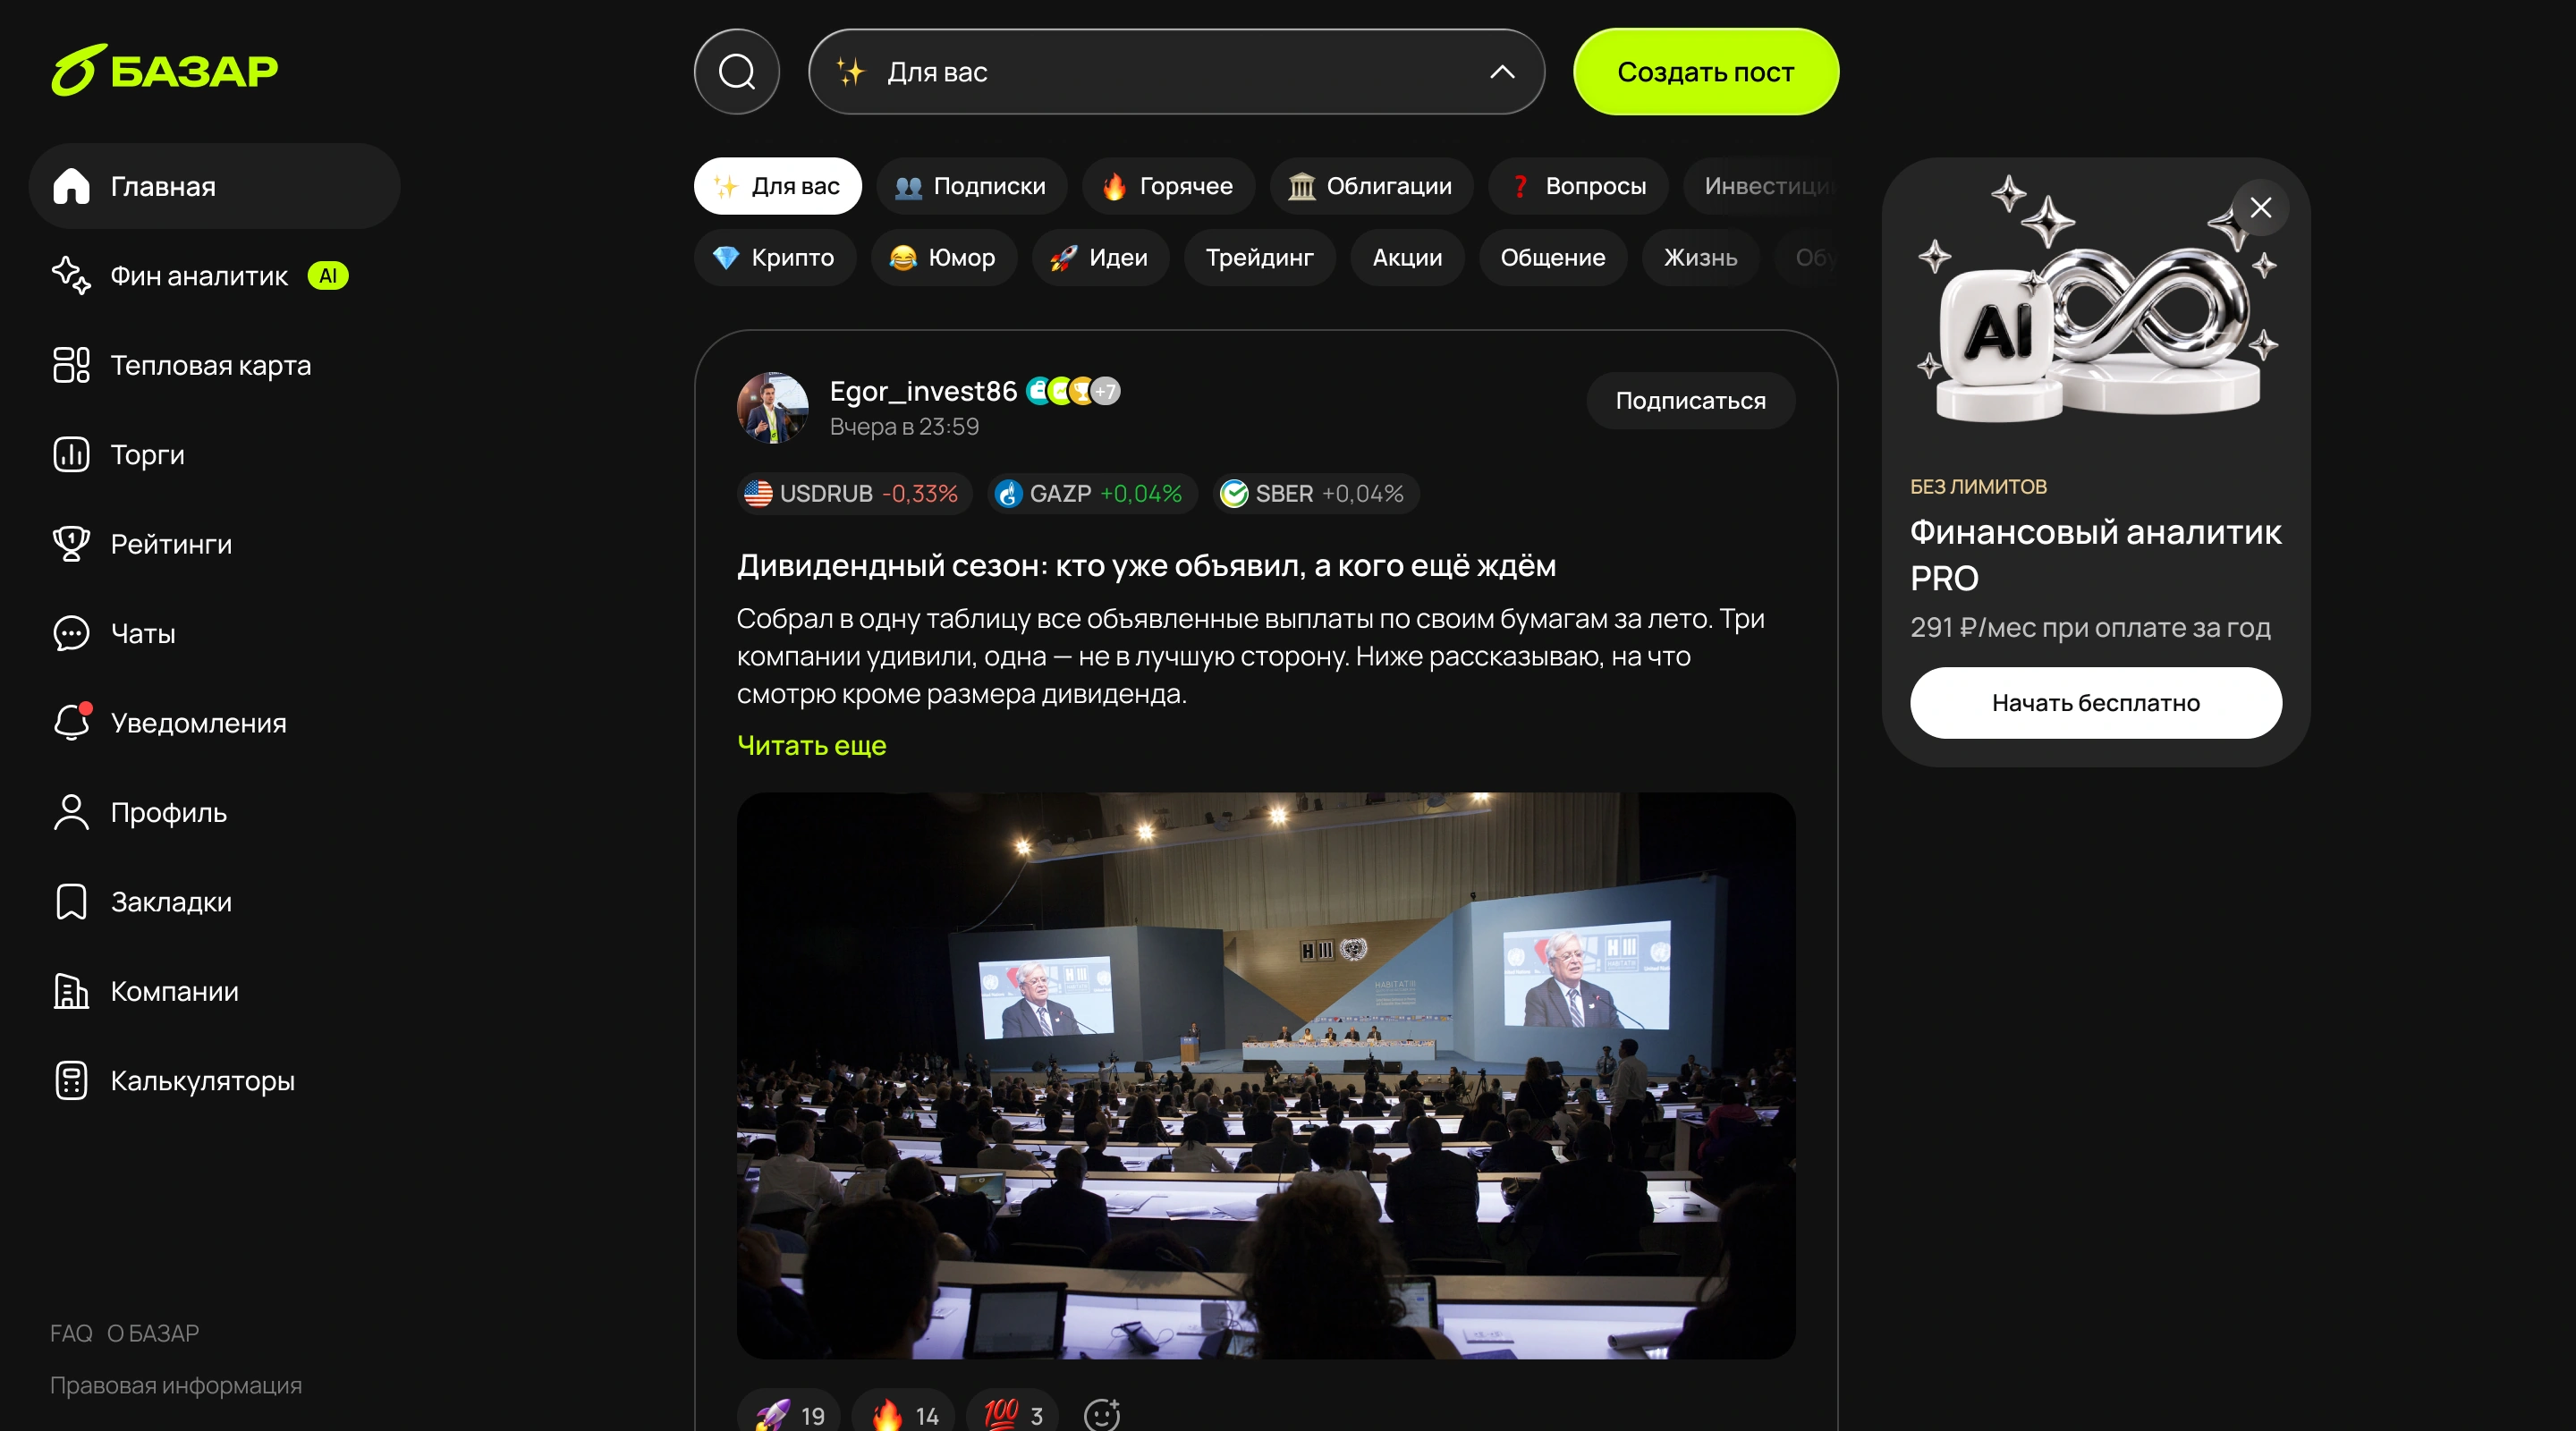 БАЗАР
Главная
Фин аналитик AI
Тепловая карта
Торги
Рейтинги
Чаты
Уведомления
Профиль
Закладки
Компании
Калькуляторы
FAQ О БАЗАР
Правовая информация
Для вас
Создать пост
Для вас Подписки Горячее Облигации Вопросы Инвестиции
Крипто Юмор Идеи Трейдинг Акции Общение Жизнь
Egor_invest86 +7
Вчера в 23:59
Подписаться
USDRUB -0,33% GAZP +0,04% SBER +0,04%
Дивидендный сезон: кто уже объявил, а кого ещё ждём
Собрал в одну таблицу все объявленные выплаты по своим бумагам за лето. Три
компании удивили, одна — не в лучшую сторону. Ниже рассказываю, на что
смотрю кроме размера дивиденда.
Читать еще
HABITAT III
19 14 3
AI
БЕЗ ЛИМИТОВ
Финансовый аналитик
PRO
291 ₽/мес при оплате за год
Начать бесплатно